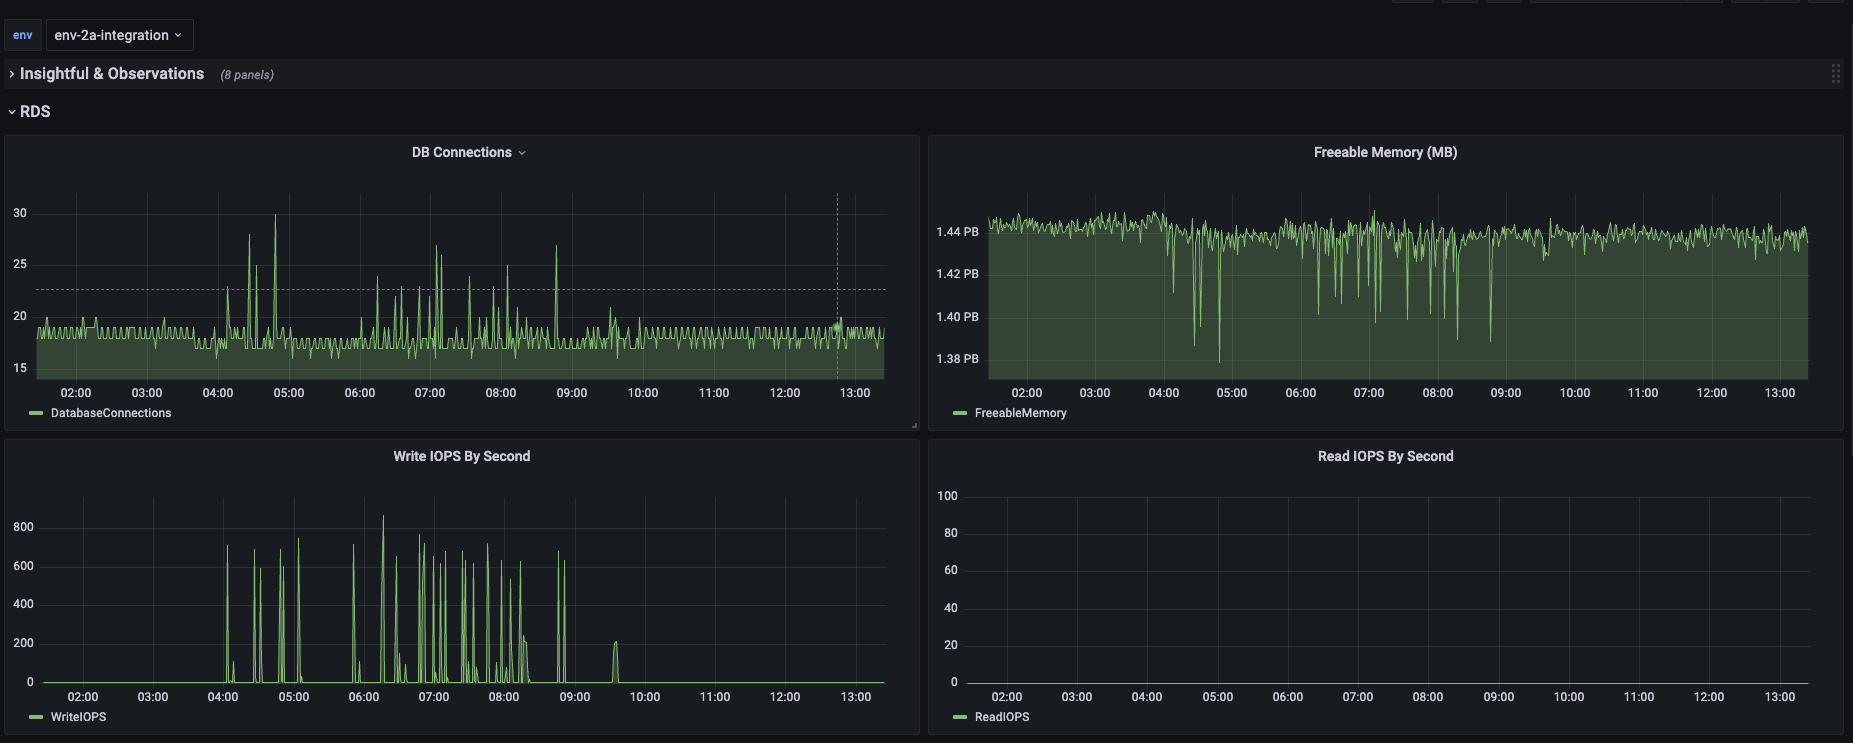 env env-2a-integration
Insightful & Observations (8 panels)
RDS
DB Connections
30
25
20
15
02:00 03:00 04:00 05:00 06:00 07:00 08:00 09:00 10:00 11:00 12:00 13:00
DatabaseConnections
Freeable Memory (MB)
1.44 PB
1.42 PB
1.40 PB
1.38 PB
02:00 03:00 04:00 05:00 06:00 07:00 08:00 09:00 10:00 11:00 12:00 13:00
FreeableMemory
Write IOPS By Second
800
600
400
200
0
02:00 03:00 04:00 05:00 06:00 07:00 08:00 09:00 10:00 11:00 12:00 13:00
WriteIOPS
Read IOPS By Second
100
80
60
40
20
0
02:00 03:00 04:00 05:00 06:00 07:00 08:00 09:00 10:00 11:00 12:00 13:00
ReadIOPS